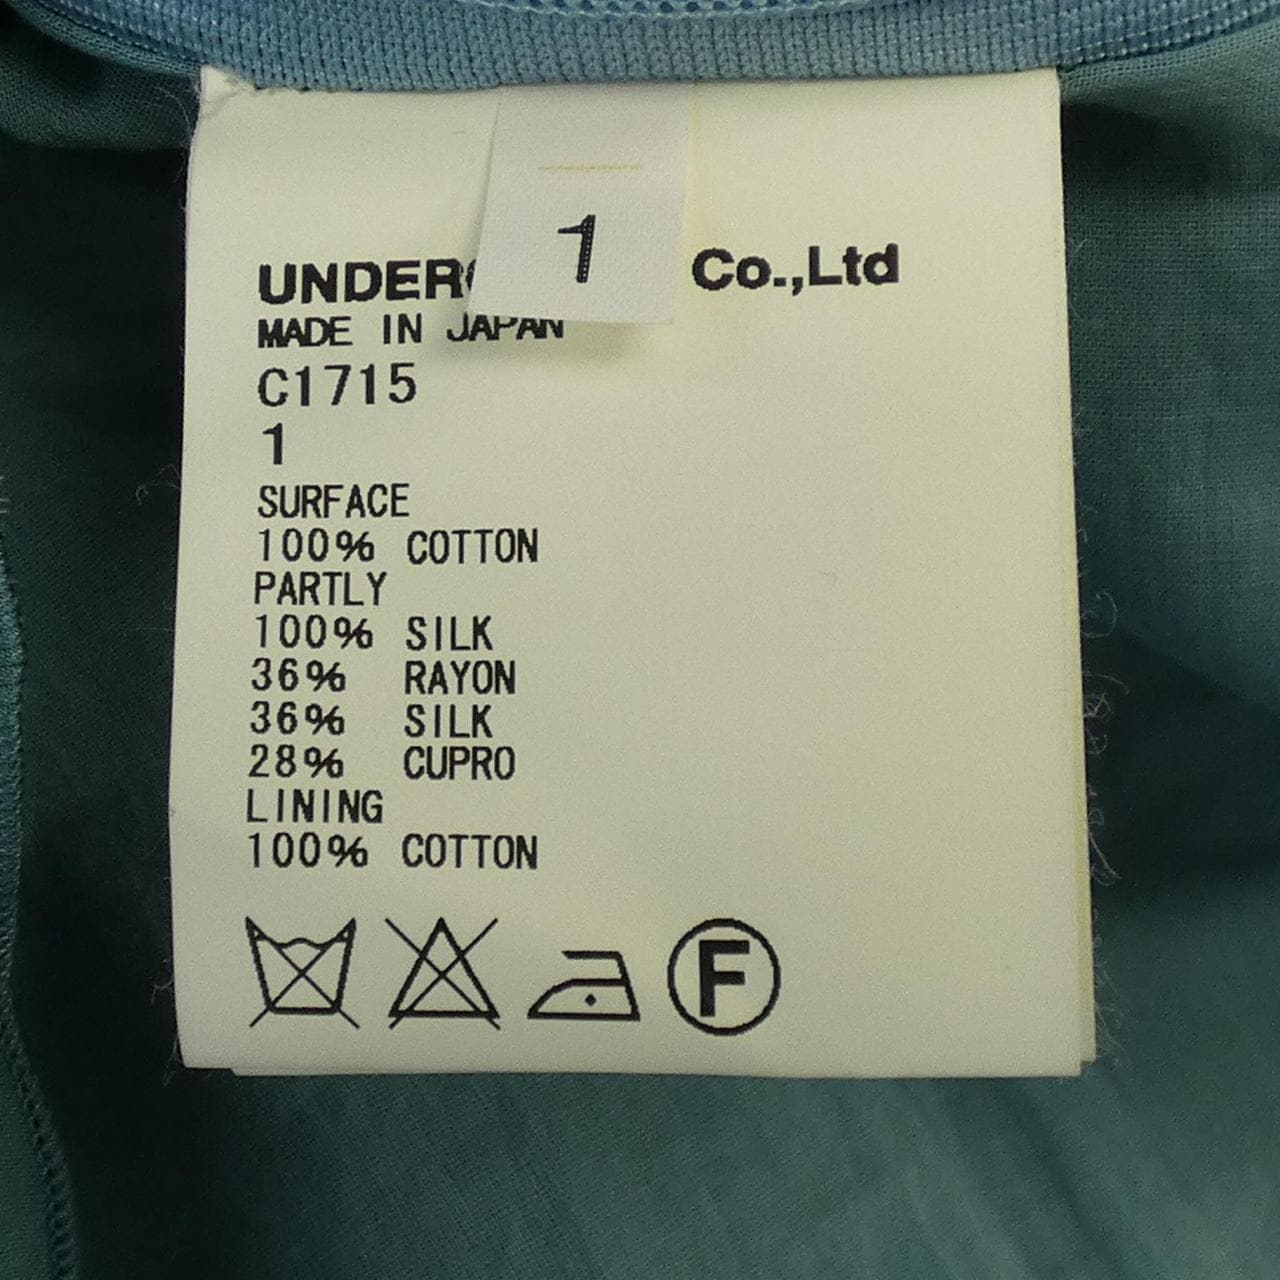 1
Co.,Ltd
MADE IN JAPAN
C1715
1
SURFACE
100% COTTON
PARTLY
100% SILK
36% RAYON
36% SILK
28% CUPRO
LINING
100% COTTON
F